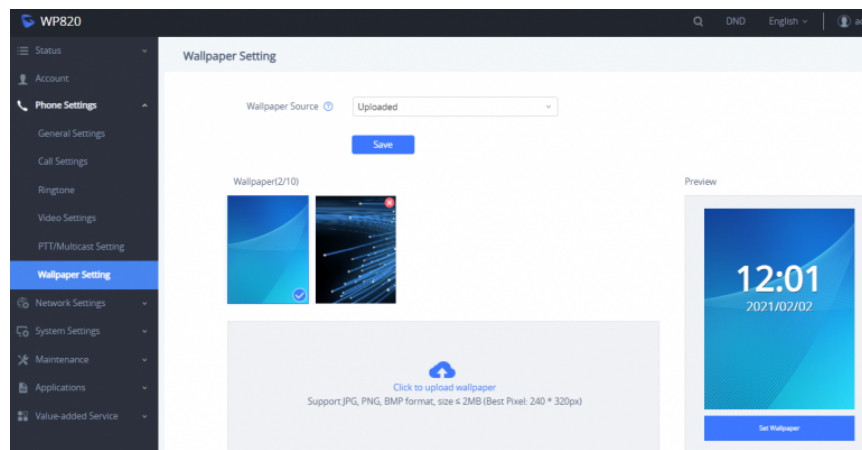 WP820
DND
English
Status
Account
Phone Settings
General Settings
Call Settings
Ringtone
Video Settings
PTT/Multicast Setting
Wallpaper Setting
Network Settings
System Settings
Maintenance
Applications
Value-added Service
Wallpaper Setting
Wallpaper Source
Uploaded
Save
Wallpaper(2/10)
Click to upload wallpaper
Support JPG, PNG, BMP format, size ≤ 2MB (Best Pixel: 240 * 320px)
Preview
12:01
2021/02/02
Set Wallpaper